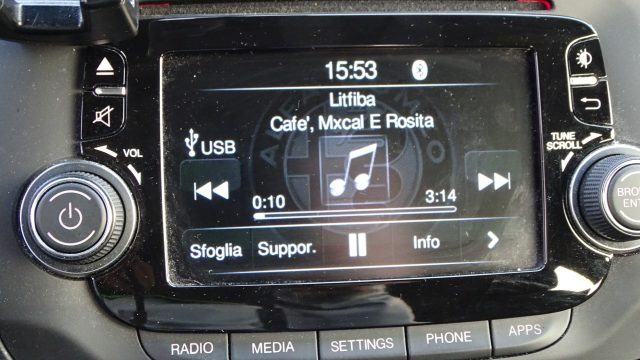 15:53
Litfiba
Cafe', Mxcal E Rosita
USB
VOL
TUNE
SCROLL
0:10
3:14
Sfoglia
Suppor.
Info
RADIO
MEDIA
SETTINGS
PHONE
APPS